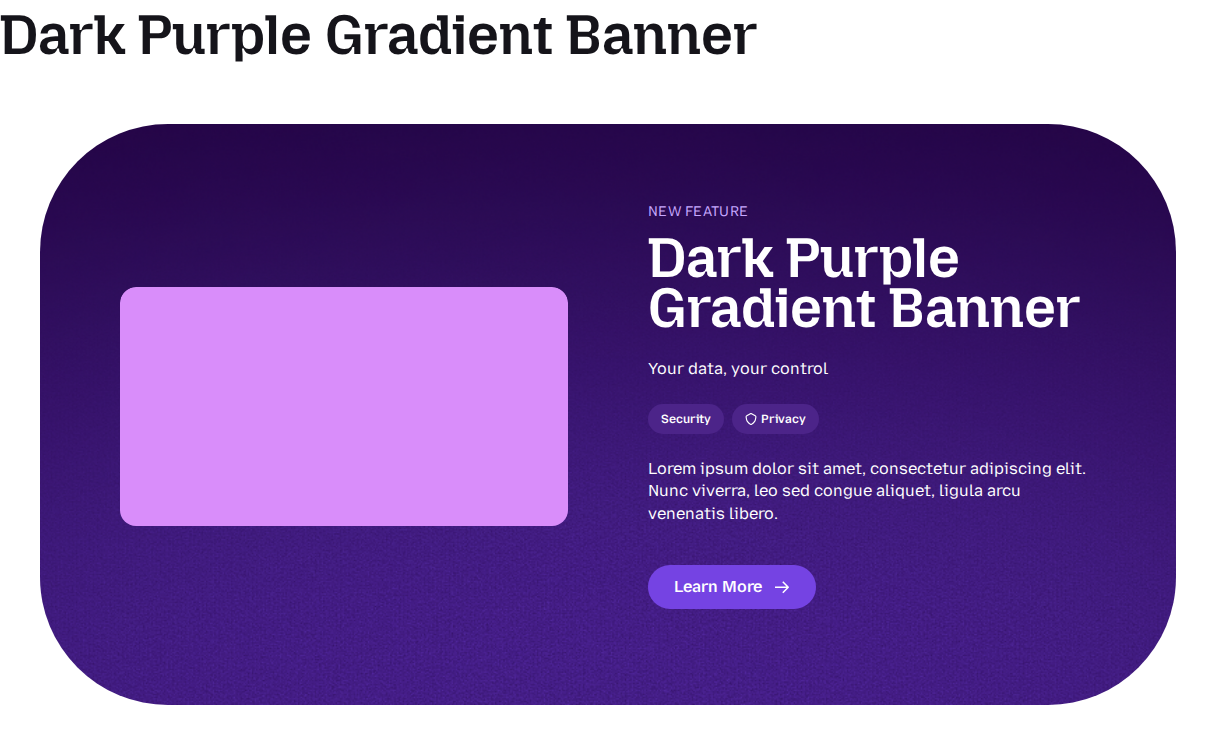 Dark Purple Gradient Banner
NEW FEATURE
Dark Purple
Gradient Banner
Your data, your control
Security
Privacy
Lorem ipsum dolor sit amet, consectetur adipiscing elit.
Nunc viverra, leo sed congue aliquet, ligula arcu
venenatis libero.
Learn More